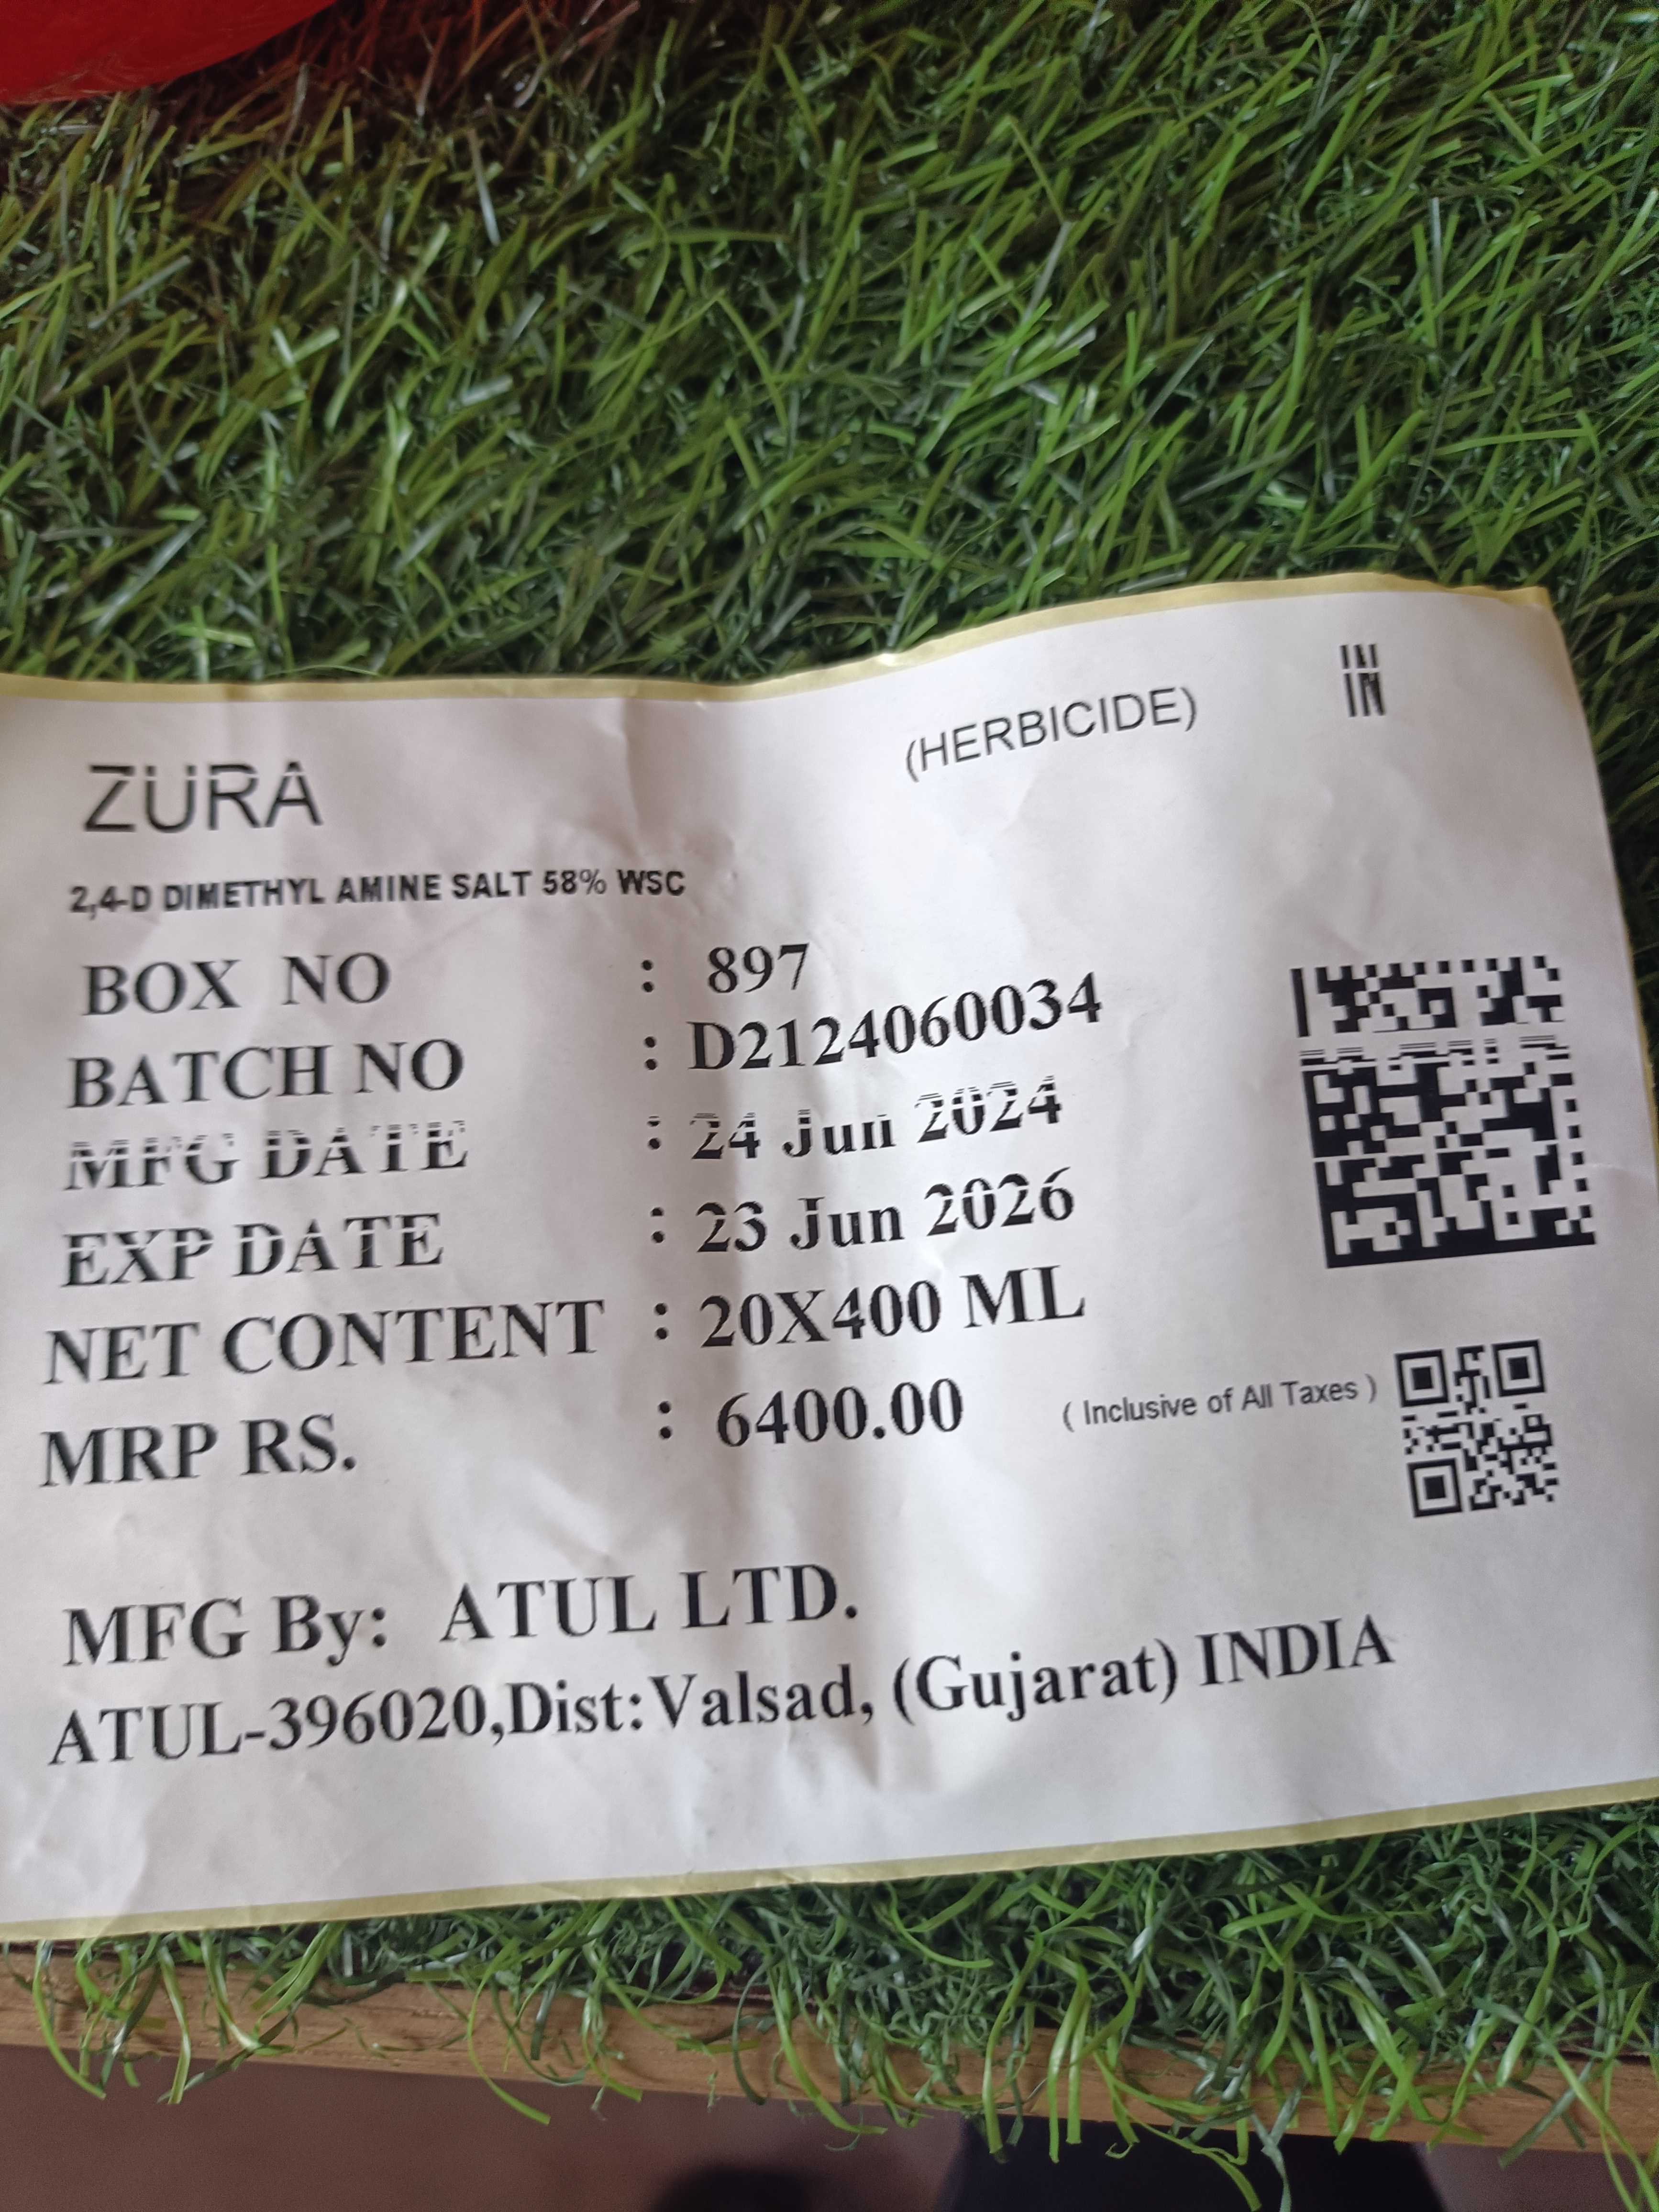 ZURA (HERBICIDE) IN
2,4-D DIMETHYL AMINE SALT 58% WSC
BOX NO : 897
BATCH NO : D2124060034
MFG DATE : 24 Jun 2024
EXP DATE : 23 Jun 2026
NET CONTENT : 20X400 ML
MRP RS. : 6400.00 ( Inclusive of All Taxes )
MFG By: ATUL LTD.
ATUL-396020,Dist:Valsad, (Gujarat) INDIA